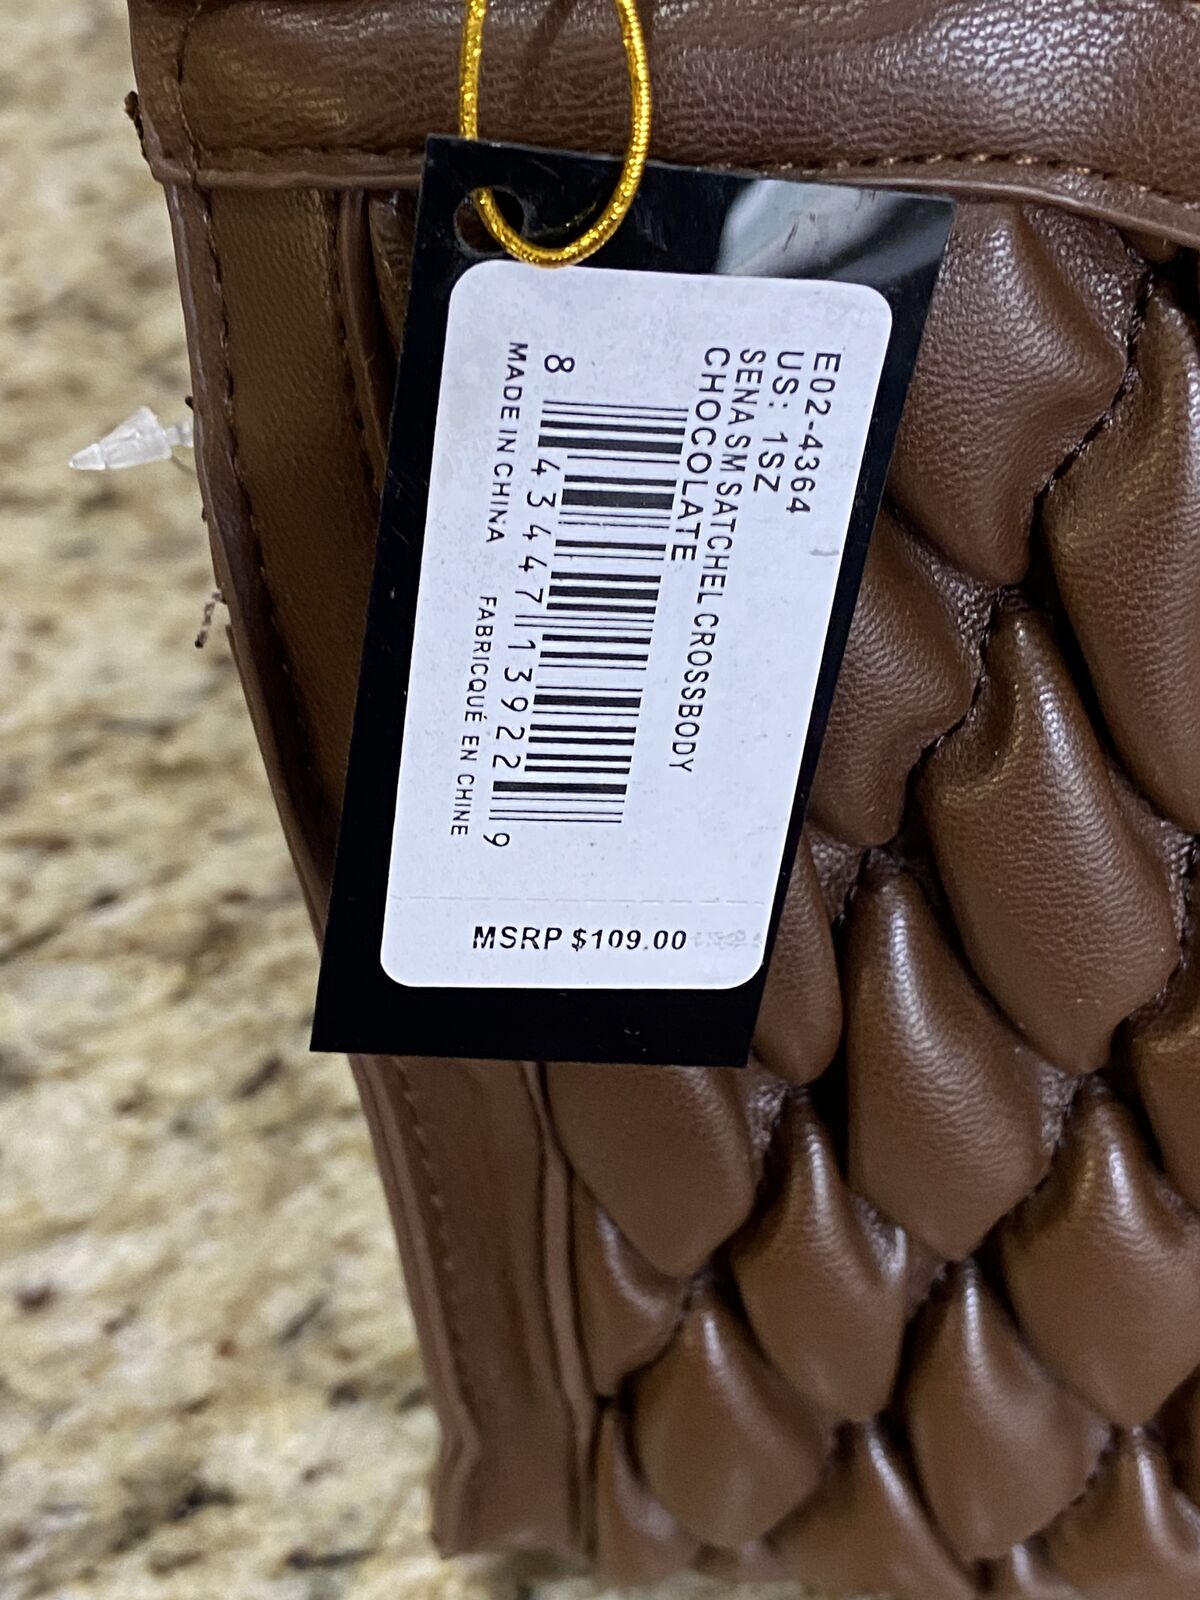 E02-4364
US: 1SZ
SENA SM SATCHEL CROSSBODY
CHOCOLATE
8 43447 13922 9
MADE IN CHINA FABRICQUÉ EN CHINE
MSRP $109.00